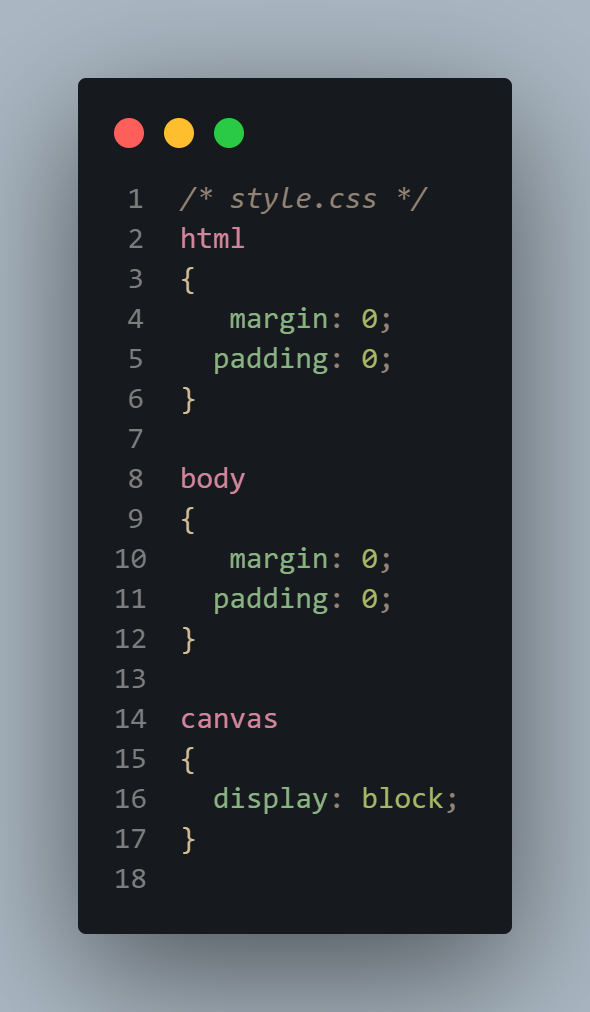 1 /* style.css */
2 html
3 {
4    margin: 0;
5   padding: 0;
6 }
7
8 body
9 {
10    margin: 0;
11   padding: 0;
12 }
13
14 canvas
15 {
16   display: block;
17 }
18